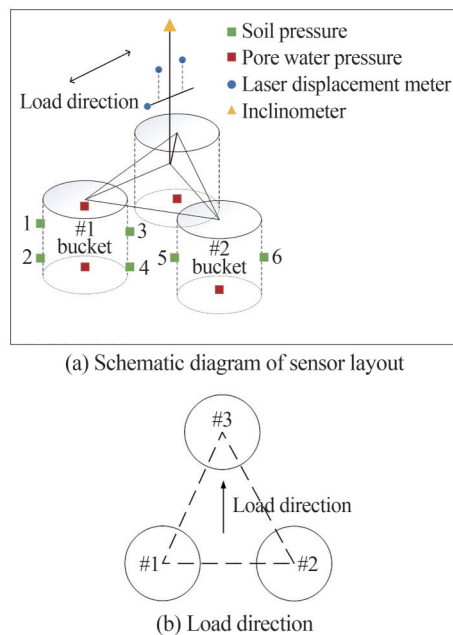 Soil pressure
Pore water pressure
Laser displacement meter
Inclinometer
Load direction
1
2
#1
bucket
3
4
5
#2
bucket
6
(a) Schematic diagram of sensor layout
#3
Load direction
#1
#2
(b) Load direction